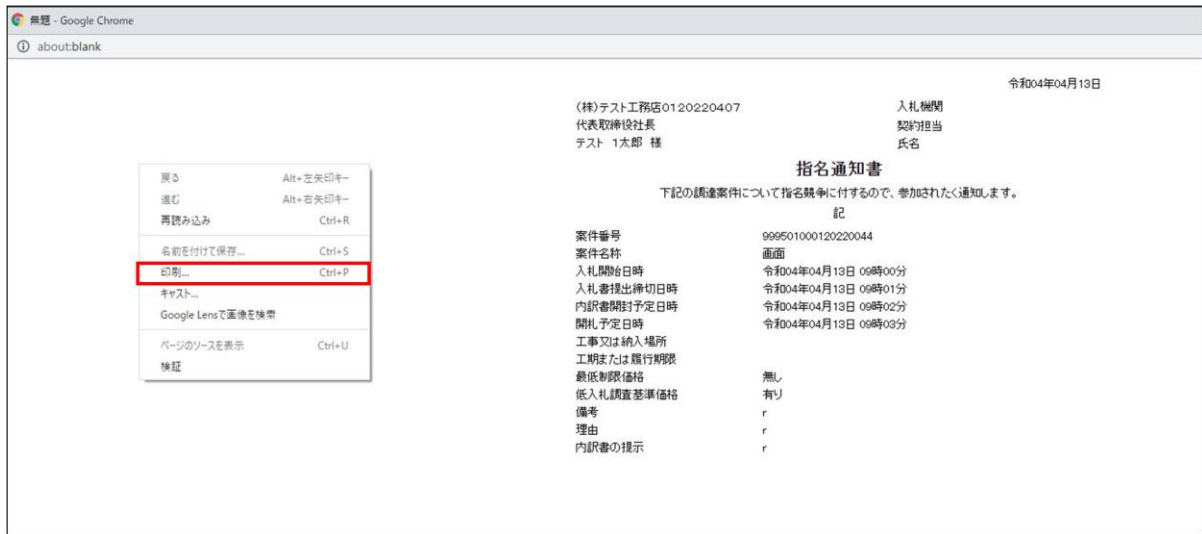 無題 - Google Chrome
about:blank
令和04年04月13日
(株)テスト工務店0120220407 入札機関
代表取締役社長 契約担当
テスト 1太郎 様 氏名
指名通知書
下記の調達案件について指名競争に付するので、参加されたく通知します。
記
案件番号 999501000120220044
案件名称 画面
入札開始日時 令和04年04月13日 09時00分
入札書提出締切日時 令和04年04月13日 09時01分
内訳書開封予定日時 令和04年04月13日 09時02分
開札予定日時 令和04年04月13日 09時03分
工事又は納入場所
工期または履行期限
最低制限価格 無し
低入札調査基準価格 有り
備考 r
理由 r
内訳書の提示 r
戻る Alt+左矢印キー
進む Alt+右矢印キー
再読み込み Ctrl+R
名前を付けて保存... Ctrl+S
印刷... Ctrl+P
キャスト...
Google Lensで画像を検索
ページのソースを表示 Ctrl+U
検証